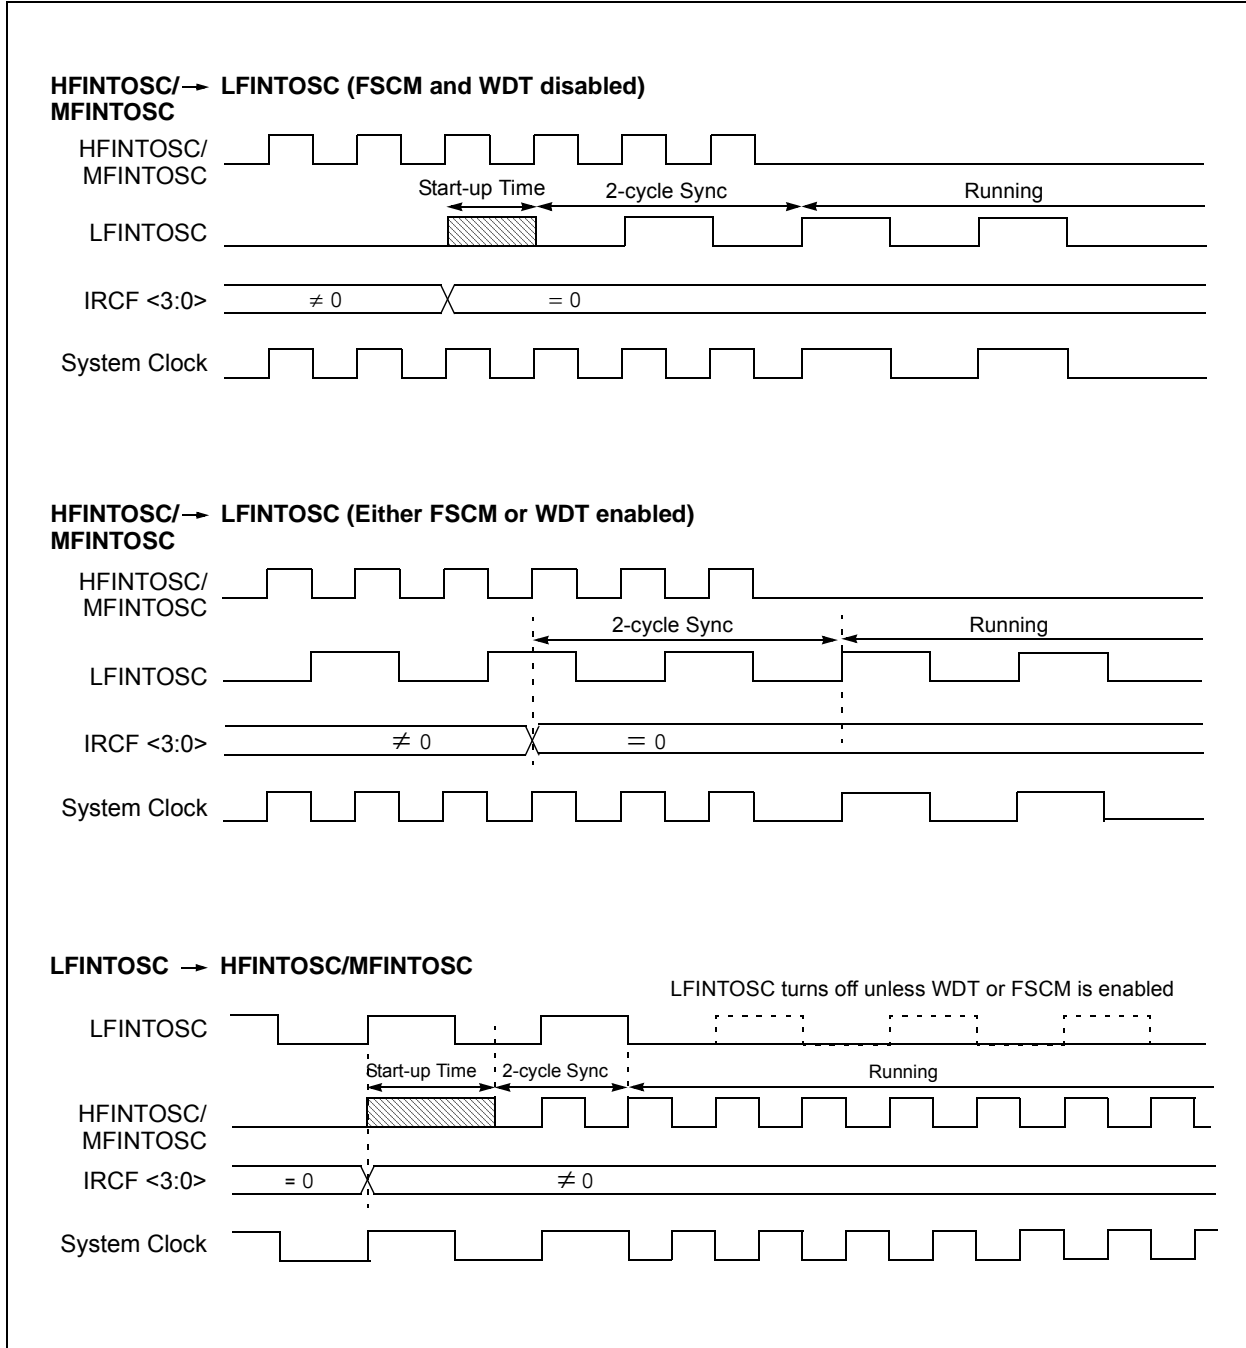 HFINTOSC/→ LFINTOSC (FSCM and WDT disabled)
MFINTOSC
HFINTOSC/
MFINTOSC
Start-up Time 2-cycle Sync Running
LFINTOSC
IRCF <3:0> ≠ 0 = 0
System Clock
HFINTOSC/→ LFINTOSC (Either FSCM or WDT enabled)
MFINTOSC
HFINTOSC/
MFINTOSC
2-cycle Sync Running
LFINTOSC
IRCF <3:0> ≠ 0 = 0
System Clock
LFINTOSC → HFINTOSC/MFINTOSC
LFINTOSC turns off unless WDT or FSCM is enabled
LFINTOSC
Start-up Time 2-cycle Sync Running
HFINTOSC/
MFINTOSC
IRCF <3:0> = 0 ≠ 0
System Clock